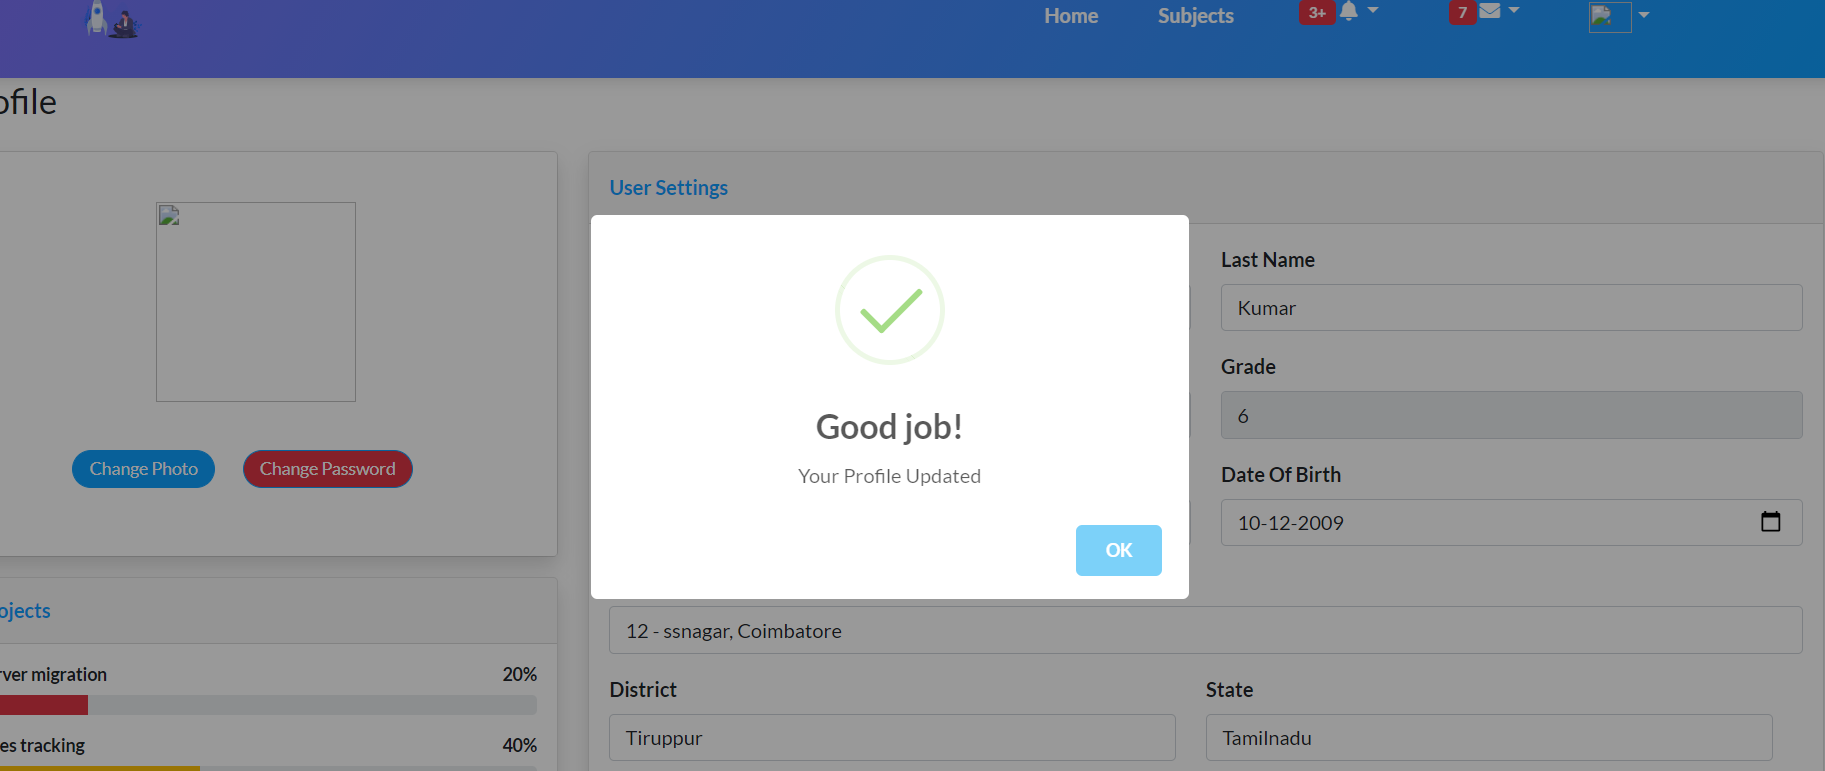 Home
Subjects
3+
7
ofile
User Settings
Last Name
Kumar
Grade
6
Change Photo
Change Password
Good job!
Your Profile Updated
OK
Date Of Birth
10-12-2009
ojects
12 - ssnagar, Coimbatore
rver migration
20%
District
State
Tiruppur
Tamilnadu
es tracking
40%